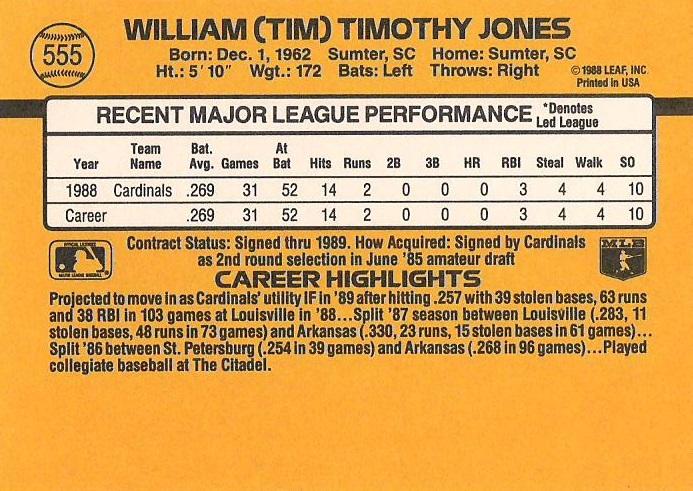 555
WILLIAM (TIM) TIMOTHY JONES
Born: Dec. 1, 1962 Sumter, SC Home: Sumter, SC
Ht.: 5' 10" Wgt.: 172 Bats: Left Throws: Right
©1988 LEAF, INC.
Printed in USA
RECENT MAJOR LEAGUE PERFORMANCE *Denotes
Led League
Year Team Name Bat. Avg. Games At Bat Hits Runs 2B 3B HR RBI Steal Walk SO
1988 Cardinals .269 31 52 14 2 0 0 0 3 4 4 10
Career .269 31 52 14 2 0 0 0 3 4 4 10
Contract Status: Signed thru 1989. How Acquired: Signed by Cardinals
as 2nd round selection in June '85 amateur draft
MLB
CAREER HIGHLIGHTS
Projected to move in as Cardinals' utility IF in '89 after hitting .257 with 39 stolen bases, 63 runs
and 38 RBI in 103 games at Louisville in '88...Split '87 season between Louisville (.283, 11
stolen bases, 48 runs in 73 games) and Arkansas (.330, 23 runs, 15 stolen bases in 61 games)...
Split '86 between St. Petersburg (.254 in 39 games) and Arkansas (.268 in 96 games)...Played
collegiate baseball at The Citadel.